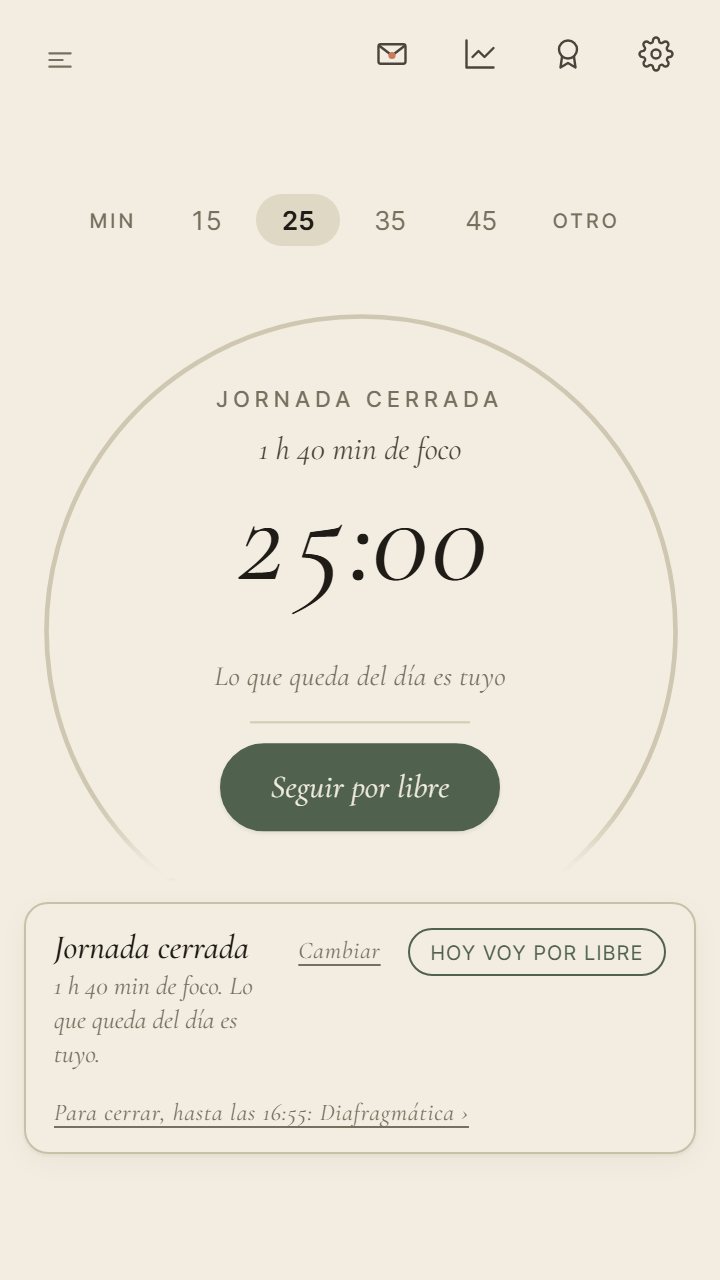 MIN 15 25 35 45 OTRO
JORNADA CERRADA
1 h 40 min de foco
25:00
Lo que queda del día es tuyo
Seguir por libre
Jornada cerrada Cambiar HOY VOY POR LIBRE
1 h 40 min de foco. Lo
que queda del día es
tuyo.
Para cerrar, hasta las 16:55: Diafragmática ›